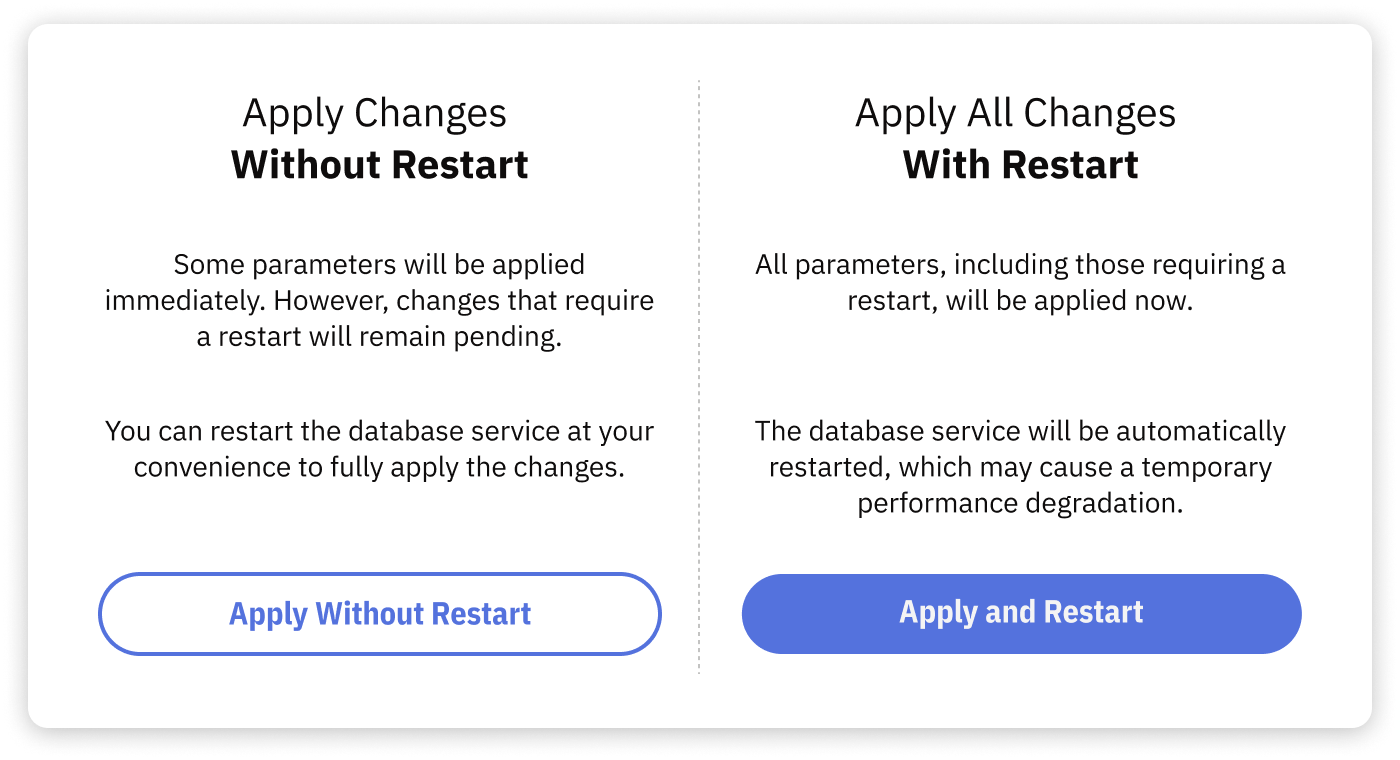 Apply Changes
Without Restart
Some parameters will be applied
immediately. However, changes that require
a restart will remain pending.
You can restart the database service at your
convenience to fully apply the changes.
Apply Without Restart
Apply All Changes
With Restart
All parameters, including those requiring a
restart, will be applied now.
The database service will be automatically
restarted, which may cause a temporary
performance degradation.
Apply and Restart